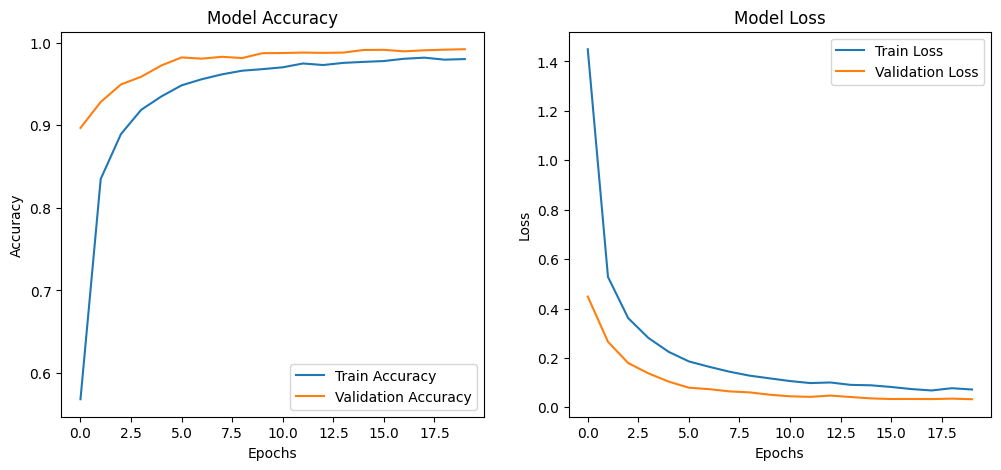 Model Accuracy
1.0
0.9
0.8
0.7
0.6
Accuracy
0.0 2.5 5.0 7.5 10.0 12.5 15.0 17.5
Epochs
Train Accuracy
Validation Accuracy
Model Loss
1.4
1.2
1.0
0.8
0.6
0.4
0.2
0.0
Loss
0.0 2.5 5.0 7.5 10.0 12.5 15.0 17.5
Epochs
Train Loss
Validation Loss